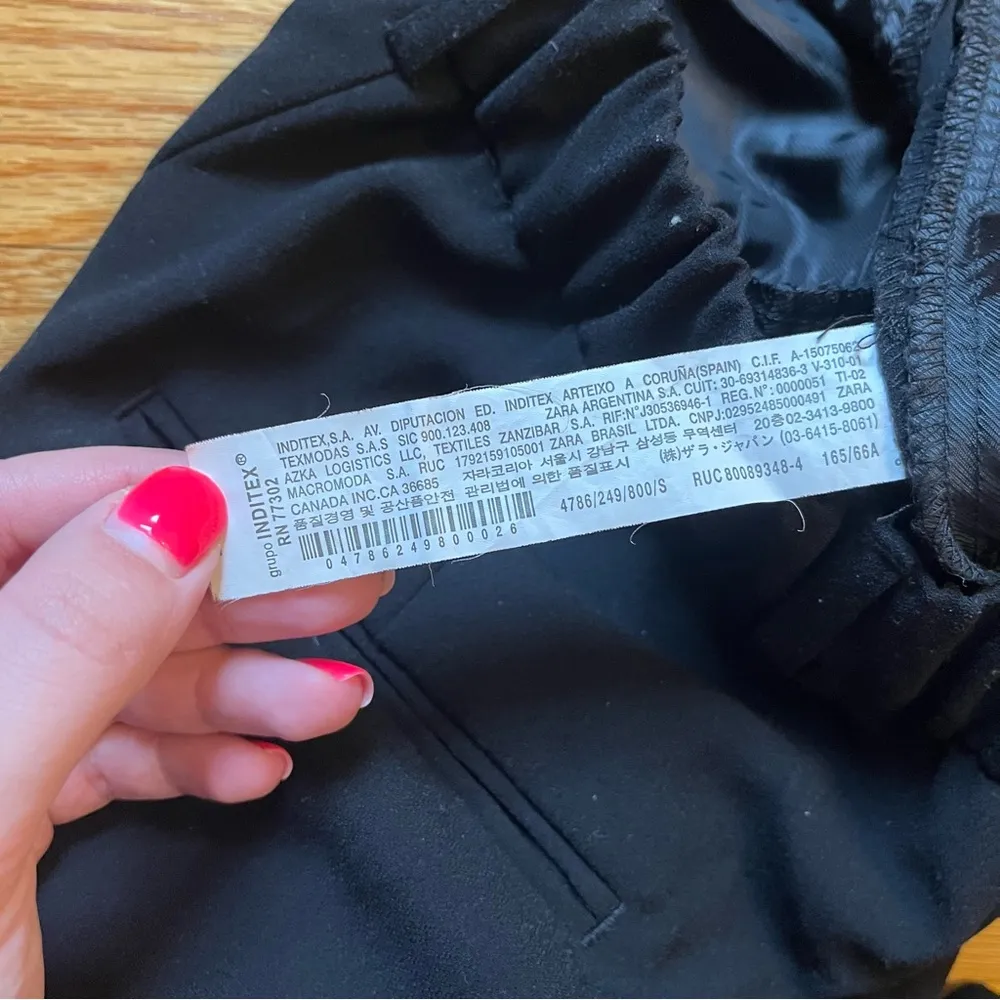 grupo INDITEX®
RN 77302
INDITEX,S.A. AV. DIPUTACION ED. INDITEX ARTEIXO A CORUÑA(SPAIN) C.I.F. A-15075062
TEXMODAS S.A.S SIC 900.123.408 ZARA ARGENTINA S.A. CUIT: 30-69314836-3 V-310-01
AZKA LOGISTICS LLC, TEXTILES ZANZIBAR S.A. RIF:N°J30536946-1 REG.N°:0000051 TI-02
MACROMODA S.A. RUC 1792159105001 ZARA BRASIL LTDA. CNPJ:02952485000491 ZARA
CANADA INC.CA 36685 자라코리아 서울시 강남구 삼성동 무역센터 20층02-3413-9800
품질경영 및 공산품안전 관리법에 의한 품질표시 (株)ザラ・ジャパン (03-6415-8061)
4786/249/800/S RUC 80089348-4 165/66A
04786249800026